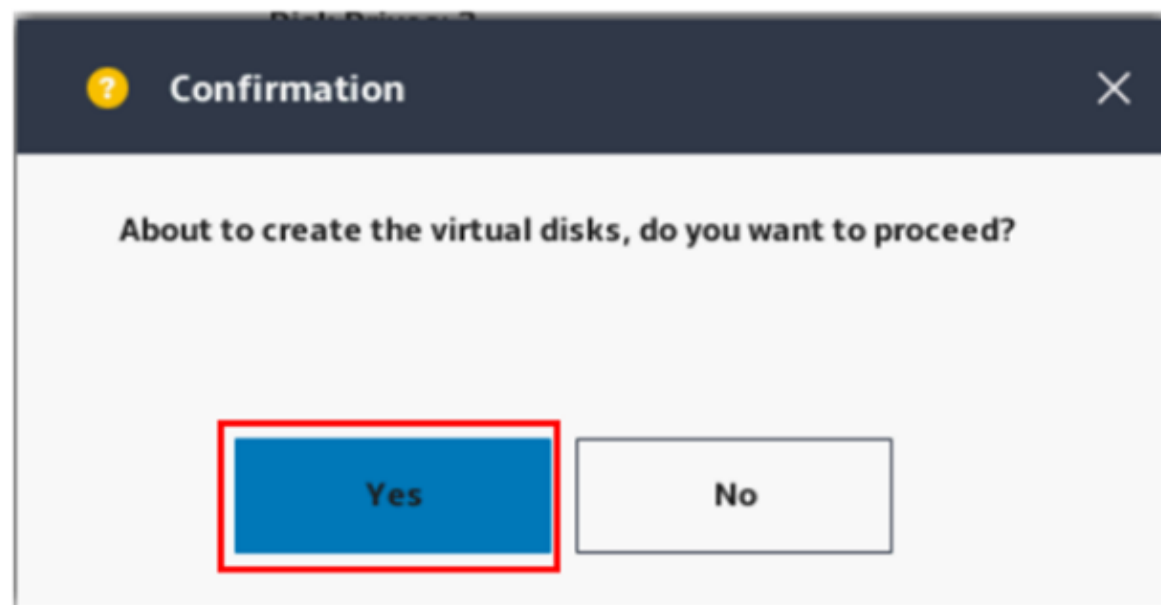 Confirmation
About to create the virtual disks, do you want to proceed?
Yes
No